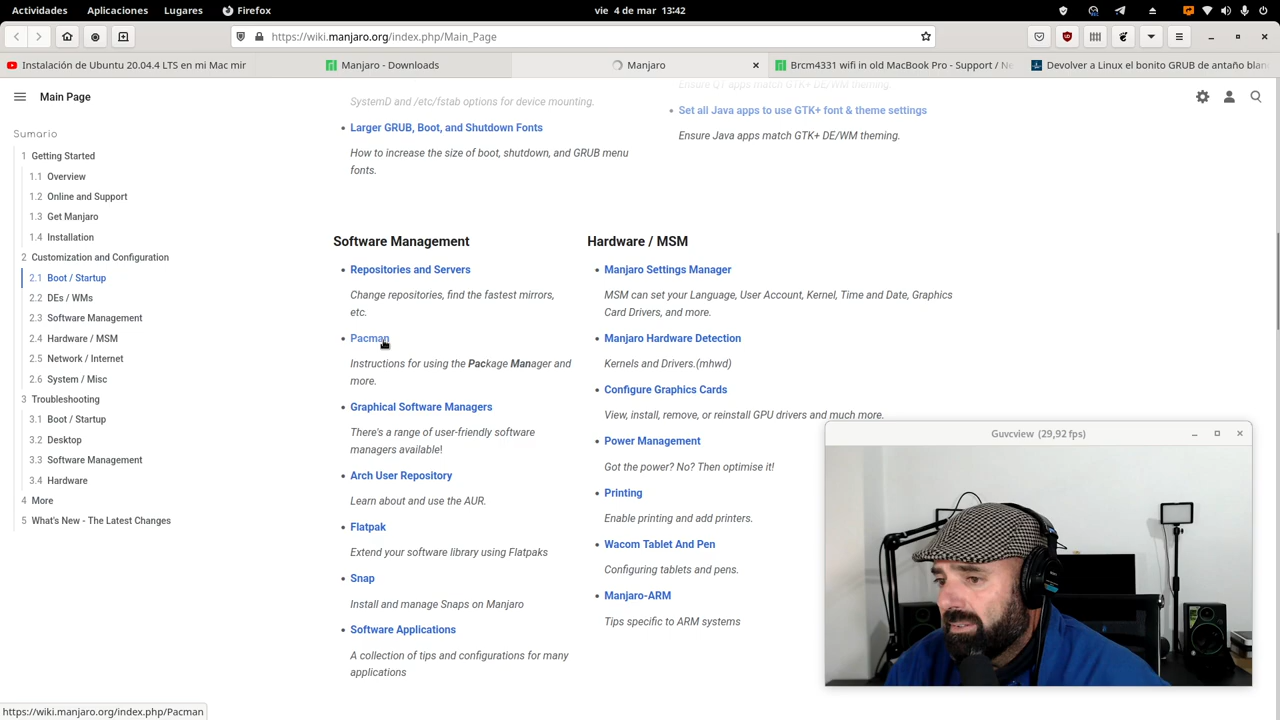 Actividades Aplicaciones Lugares Firefox vie 4 de mar 13:42
https://wiki.manjaro.org/index.php/Main_Page
Instalación de Ubuntu 20.04.4 LTS en mi Mac mir
Manjaro - Downloads
Manjaro
Brcm4331 wifi in old MacBook Pro - Support / Ne
Devolver a Linux el bonito GRUB de antaño blan
Main Page
Sumario
1 Getting Started
1.1 Overview
1.2 Online and Support
1.3 Get Manjaro
1.4 Installation
2 Customization and Configuration
2.1 Boot / Startup
2.2 DEs / WMs
2.3 Software Management
2.4 Hardware / MSM
2.5 Network / Internet
2.6 System / Misc
3 Troubleshooting
3.1 Boot / Startup
3.2 Desktop
3.3 Software Management
3.4 Hardware
4 More
5 What's New - The Latest Changes
SystemD and /etc/fstab options for device mounting.
Larger GRUB, Boot, and Shutdown Fonts
How to increase the size of boot, shutdown, and GRUB menu
fonts.
Ensure QT apps match GTK+ DE/WM theming.
Set all Java apps to use GTK+ font & theme settings
Ensure Java apps match GTK+ DE/WM theming.
Software Management
Repositories and Servers
Change repositories, find the fastest mirrors,
etc.
Pacman
Instructions for using the Package Manager and
more.
Graphical Software Managers
There's a range of user-friendly software
managers available!
Arch User Repository
Learn about and use the AUR.
Flatpak
Extend your software library using Flatpaks
Snap
Install and manage Snaps on Manjaro
Software Applications
A collection of tips and configurations for many
applications
Hardware / MSM
Manjaro Settings Manager
MSM can set your Language, User Account, Kernel, Time and Date, Graphics
Card Drivers, and more.
Manjaro Hardware Detection
Kernels and Drivers.(mhwd)
Configure Graphics Cards
View, install, remove, or reinstall GPU drivers and much more.
Power Management
Got the power? No? Then optimise it!
Printing
Enable printing and add printers.
Wacom Tablet And Pen
Configuring tablets and pens.
Manjaro-ARM
Tips specific to ARM systems
Guvcview (29,92 fps)
https://wiki.manjaro.org/index.php/Pacman